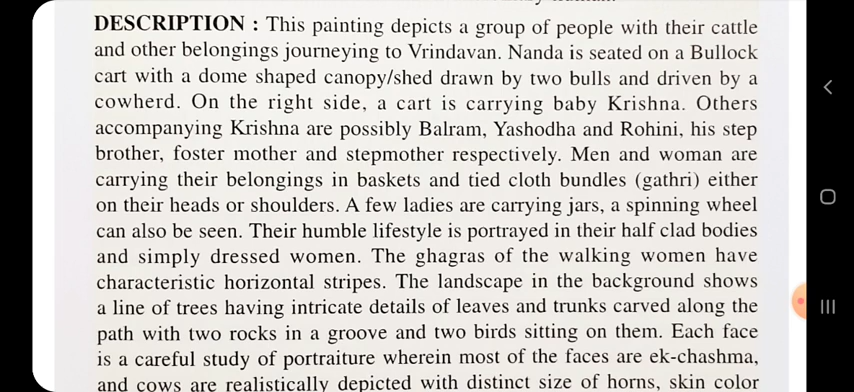 DESCRIPTION : This painting depicts a group of people with their cattle
and other belongings journeying to Vrindavan. Nanda is seated on a Bullock
cart with a dome shaped canopy/shed drawn by two bulls and driven by a
cowherd. On the right side, a cart is carrying baby Krishna. Others
accompanying Krishna are possibly Balram, Yashodha and Rohini, his step
brother, foster mother and stepmother respectively. Men and woman are
carrying their belongings in baskets and tied cloth bundles (gathri) either
on their heads or shoulders. A few ladies are carrying jars, a spinning wheel
can also be seen. Their humble lifestyle is portrayed in their half clad bodies
and simply dressed women. The ghagras of the walking women have
characteristic horizontal stripes. The landscape in the background shows
a line of trees having intricate details of leaves and trunks carved along the
path with two rocks in a groove and two birds sitting on them. Each face
is a careful study of portraiture wherein most of the faces are ek-chashma,
and cows are realistically depicted with distinct size of horns, skin color